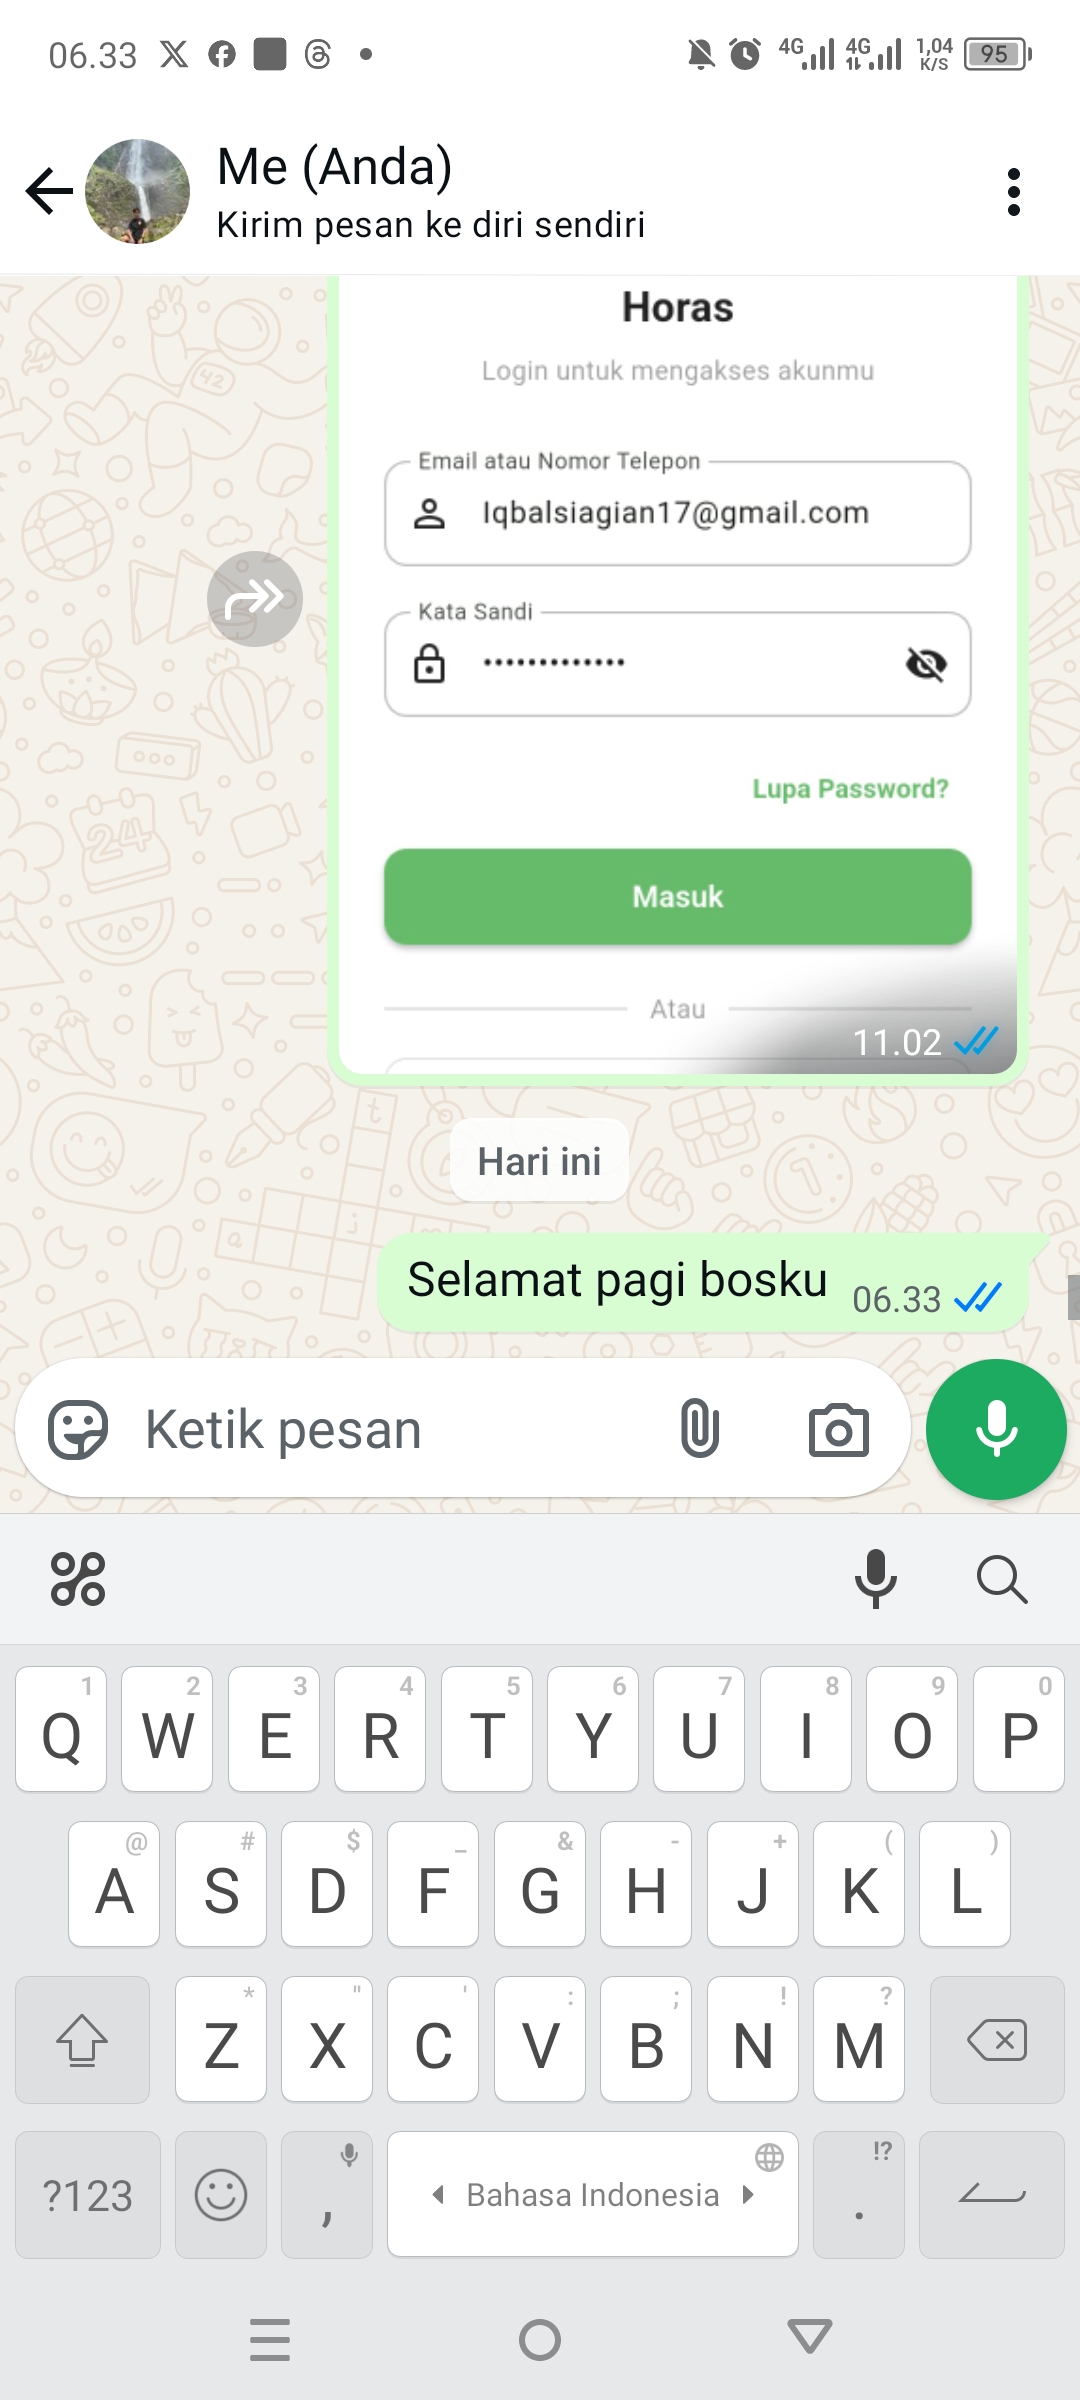 06.33
4G 4G 1,04 K/S 95
Me (Anda)
Kirim pesan ke diri sendiri
Horas
Login untuk mengakses akunmu
Email atau Nomor Telepon
Iqbalsiagian17@gmail.com
Kata Sandi
•••••••••••••
Lupa Password?
Masuk
Atau
11.02
Hari ini
Selamat pagi bosku 06.33
Ketik pesan
1 2 3 4 5 6 7 8 9 0
Q W E R T Y U I O P
@ # $ _ & - + ( )
A S D F G H J K L
* " ' : ; ! ?
Z X C V B N M
!?
?123 , Bahasa Indonesia .